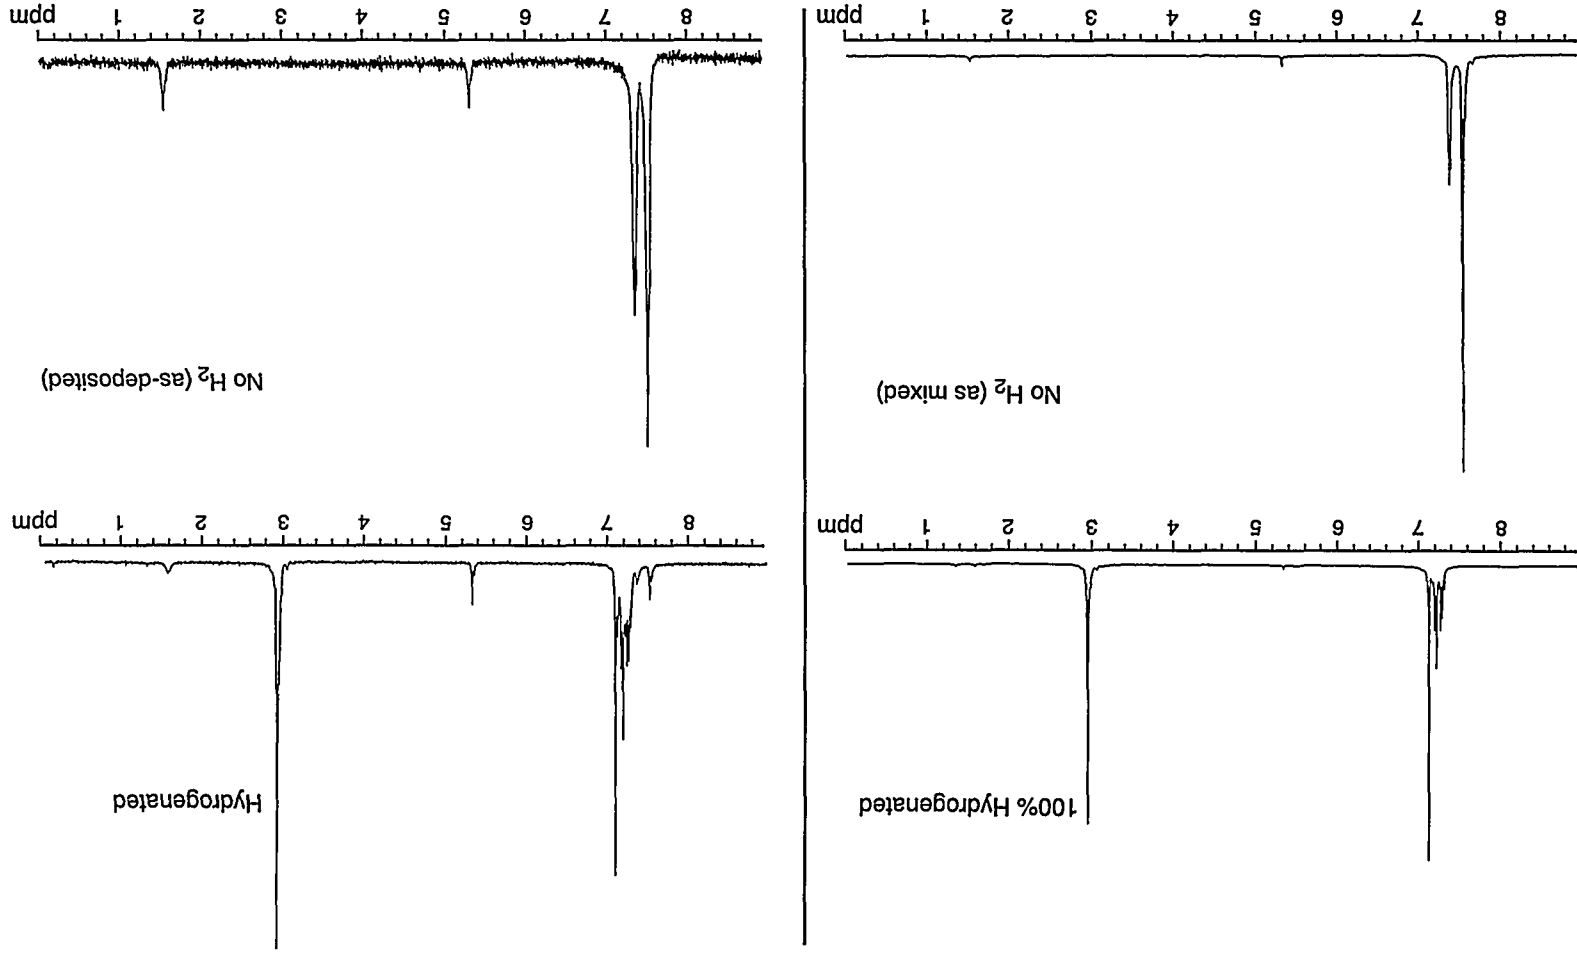 100% Hydrogenated
8 7 6 5 4 3 2 1 ppm
No H₂ (as mixed)
8 7 6 5 4 3 2 1 ppm
Hydrogenated
8 7 6 5 4 3 2 1 ppm
No H₂ (as-deposited)
8 7 6 5 4 3 2 1 ppm